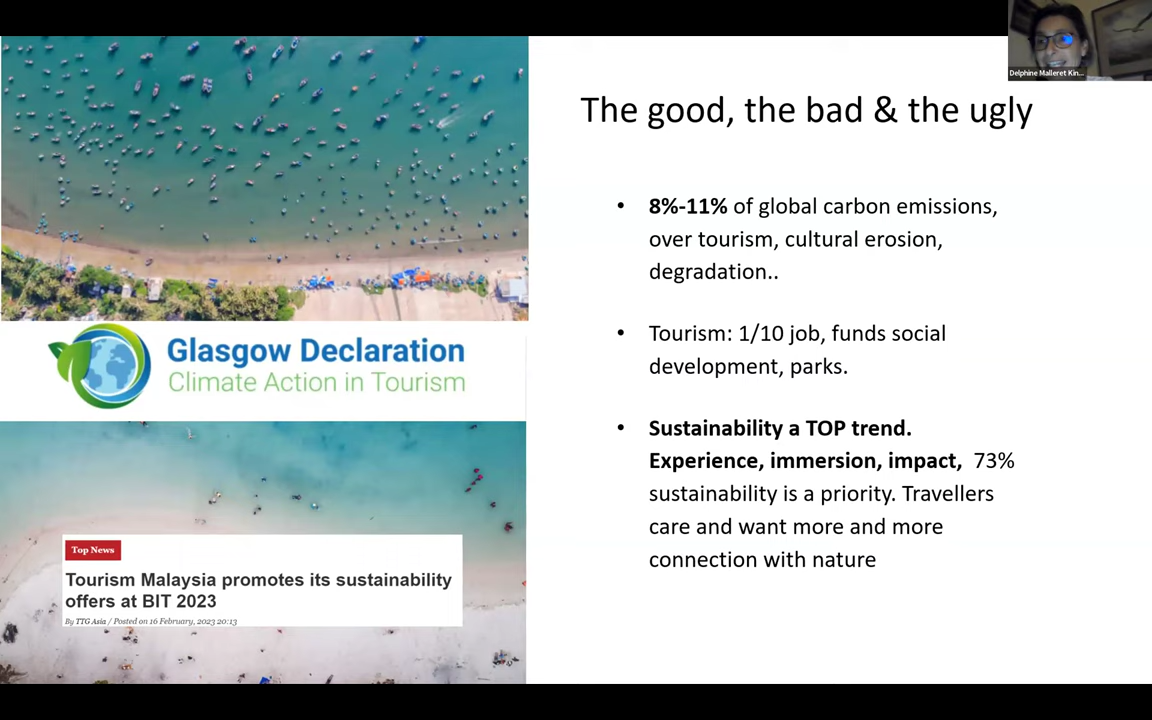 Delphine Malleret Kin...
The good, the bad & the ugly
• 8%-11% of global carbon emissions,
over tourism, cultural erosion,
degradation..
• Tourism: 1/10 job, funds social
development, parks.
• Sustainability a TOP trend.
Experience, immersion, impact, 73%
sustainability is a priority. Travellers
care and want more and more
connection with nature
Glasgow Declaration
Climate Action in Tourism
Top News
Tourism Malaysia promotes its sustainability
offers at BIT 2023
By TTG Asia / Posted on 16 February, 2023 20:13